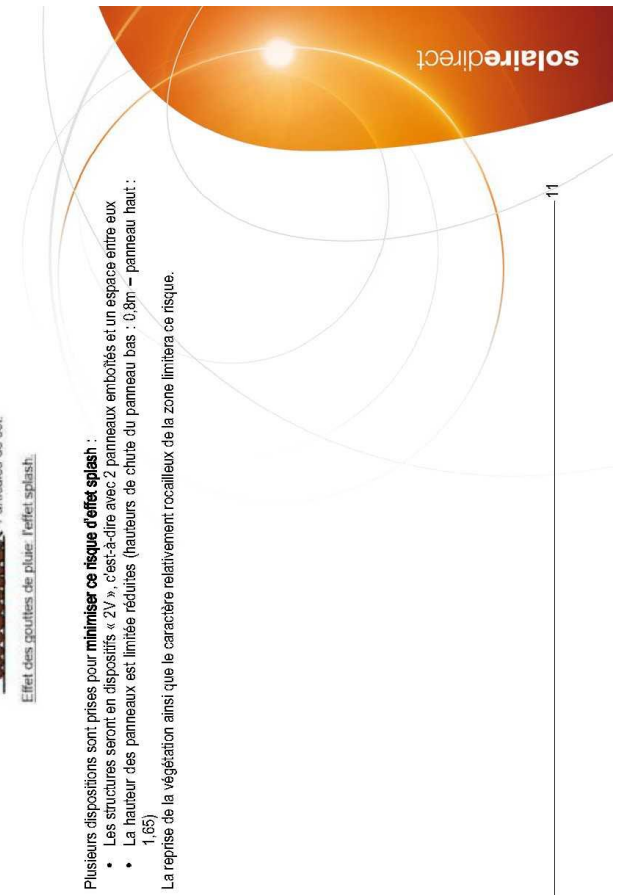 Effet des gouttes de pluie: l'effet splash.
Plusieurs dispositions sont prises pour minimiser ce risque d'effet splash :
• Les structures seront en dispositifs « 2V », c'est-à-dire avec 2 panneaux emboîtés et un espace entre eux
• La hauteur des panneaux est limitée réduites (hauteurs de chute du panneau bas : 0,8m – panneau haut :
1,65)
La reprise de la végétation ainsi que le caractère relativement rocailleux de la zone limitera ce risque.
11
solairedirect